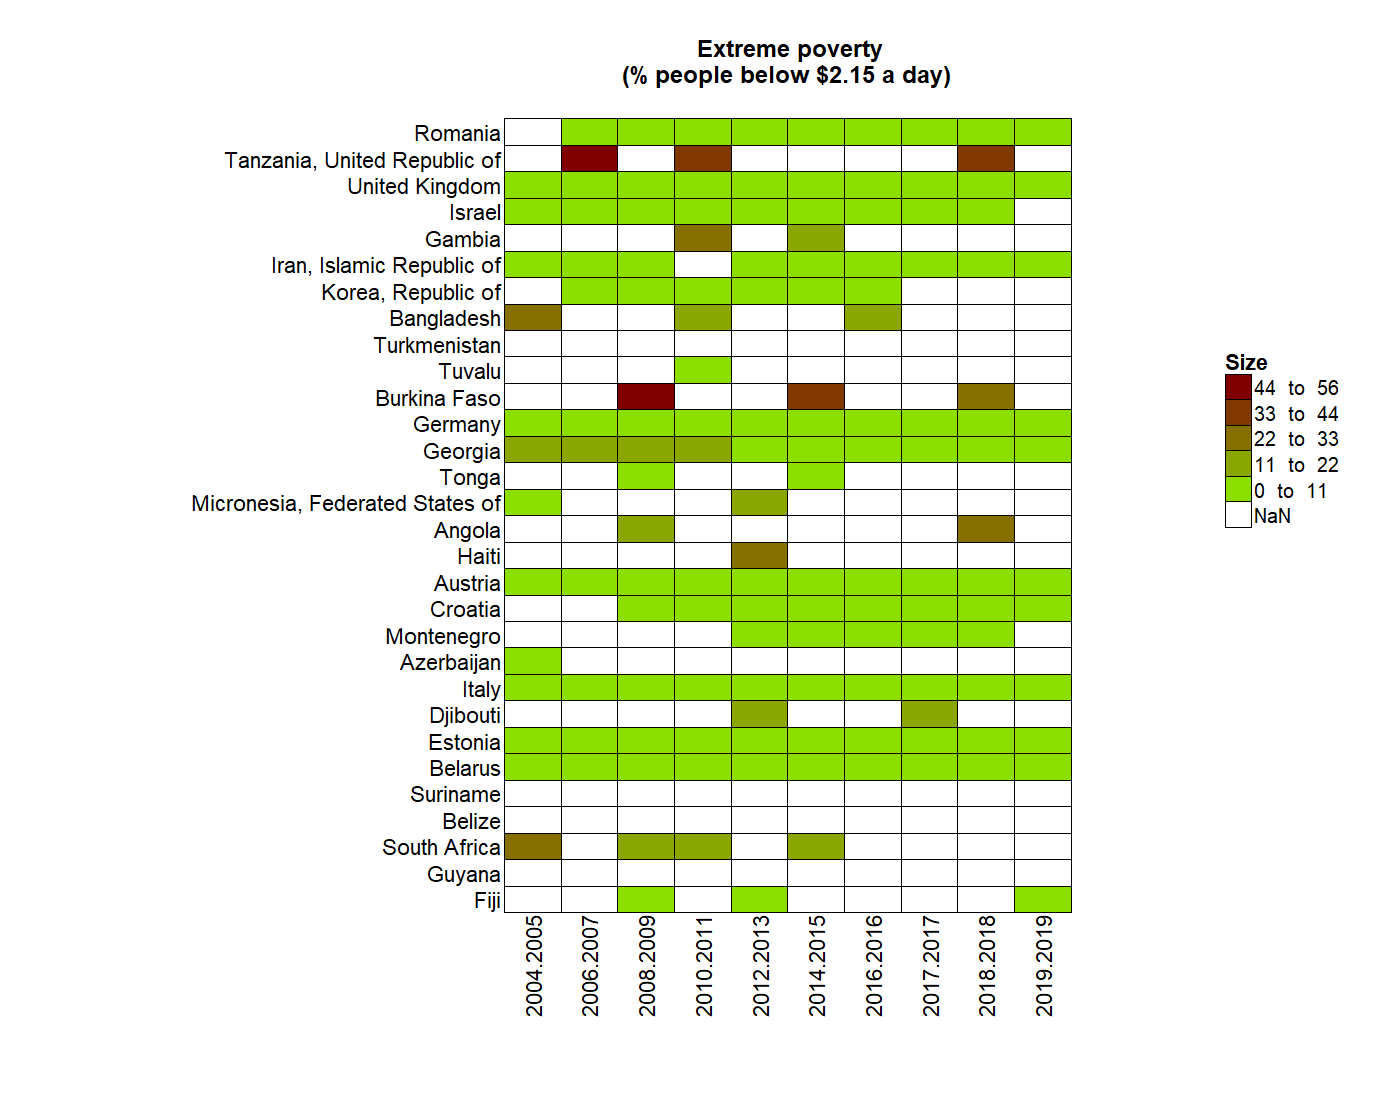 Extreme poverty
(% people below $2.15 a day)
Romania
Tanzania, United Republic of
United Kingdom
Israel
Gambia
Iran, Islamic Republic of
Korea, Republic of
Bangladesh
Turkmenistan
Tuvalu
Burkina Faso
Germany
Georgia
Tonga
Micronesia, Federated States of
Angola
Haiti
Austria
Croatia
Montenegro
Azerbaijan
Italy
Djibouti
Estonia
Belarus
Suriname
Belize
South Africa
Guyana
Fiji
2004.2005
2006.2007
2008.2009
2010.2011
2012.2013
2014.2015
2016.2016
2017.2017
2018.2018
2019.2019
Size
44 to 56
33 to 44
22 to 33
11 to 22
0 to 11
NaN